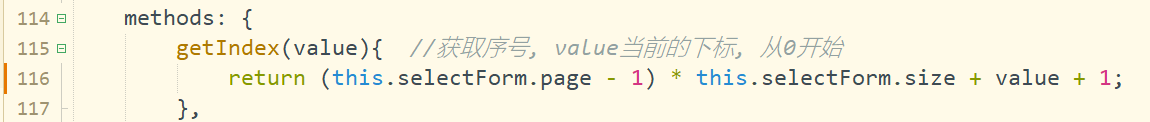 114 methods: {
115 getIndex(value){ //获取序号, value当前的下标, 从0开始
116 return (this.selectForm.page - 1) * this.selectForm.size + value + 1;
117 },